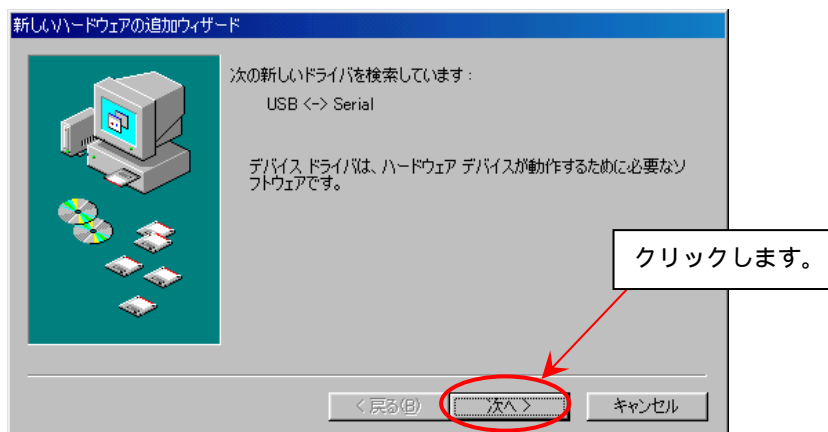 新しいハードウェアの追加ウィザード
次の新しいドライバを検索しています :
USB <-> Serial
デバイス ドライバは、ハードウェア デバイスが動作するために必要なソ
フトウェアです。
クリックします。
< 戻る(B)
次へ >
キャンセル